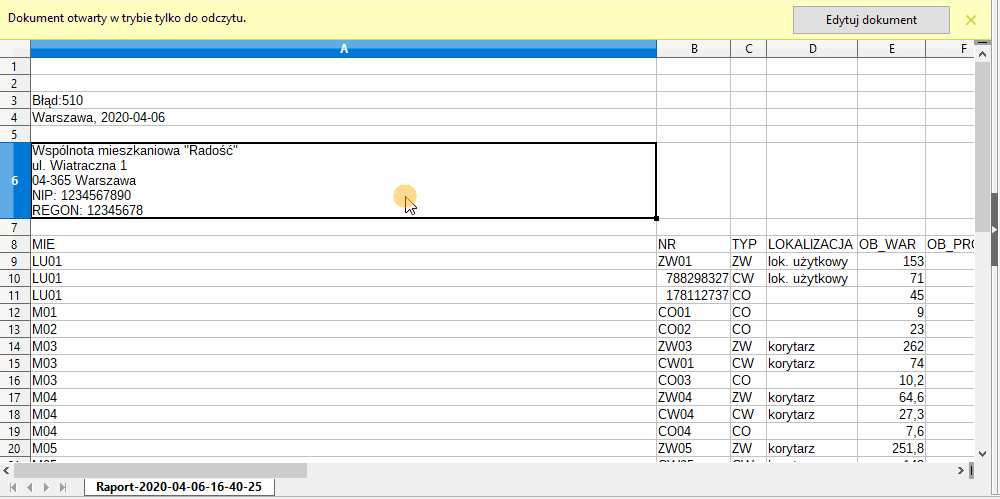 Dokument otwarty w trybie tylko do odczytu.
Edytuj dokument
A B C D E F
1
2
3 Błąd:510
4 Warszawa, 2020-04-06
5
6 Wspólnota mieszkaniowa "Radość"
ul. Wiatraczna 1
04-365 Warszawa
NIP: 1234567890
REGON: 12345678
7
8 MIE NR TYP LOKALIZACJA OB_WAR
9 LU01 ZW01 ZW lok. użytkowy 153
10 LU01 788298327 CW lok. użytkowy 71
11 LU01 178112737 CO 45
12 M01 CO01 CO 9
13 M02 CO02 CO 23
14 M03 ZW03 ZW korytarz 262
15 M03 CW01 CW korytarz 74
16 M03 CO03 CO 10,2
17 M04 ZW04 ZW korytarz 64,6
18 M04 CW04 CW korytarz 27,3
19 M04 CO04 CO 7,6
20 M05 ZW05 ZW korytarz 251,8
Raport-2020-04-06-16-40-25